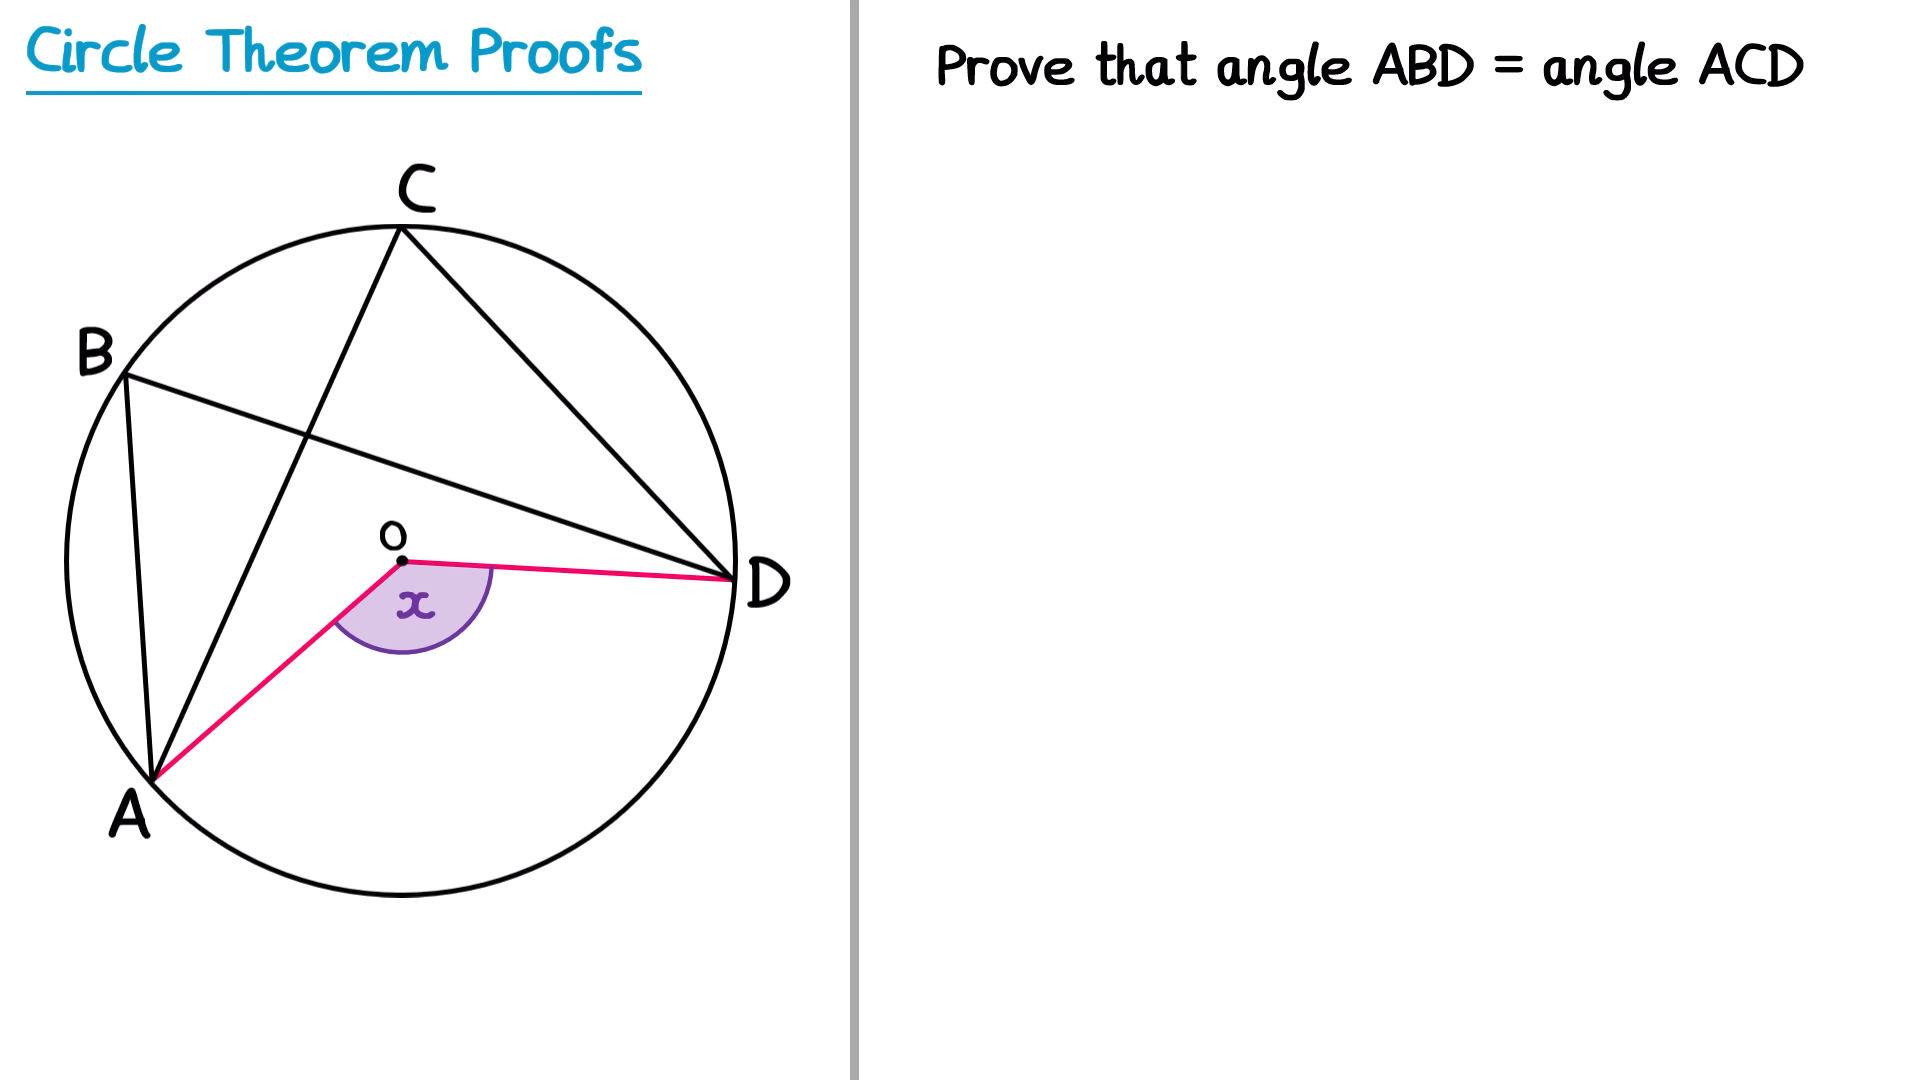 Circle Theorem Proofs
Prove that angle ABD = angle ACD
C
B
O
x
D
A